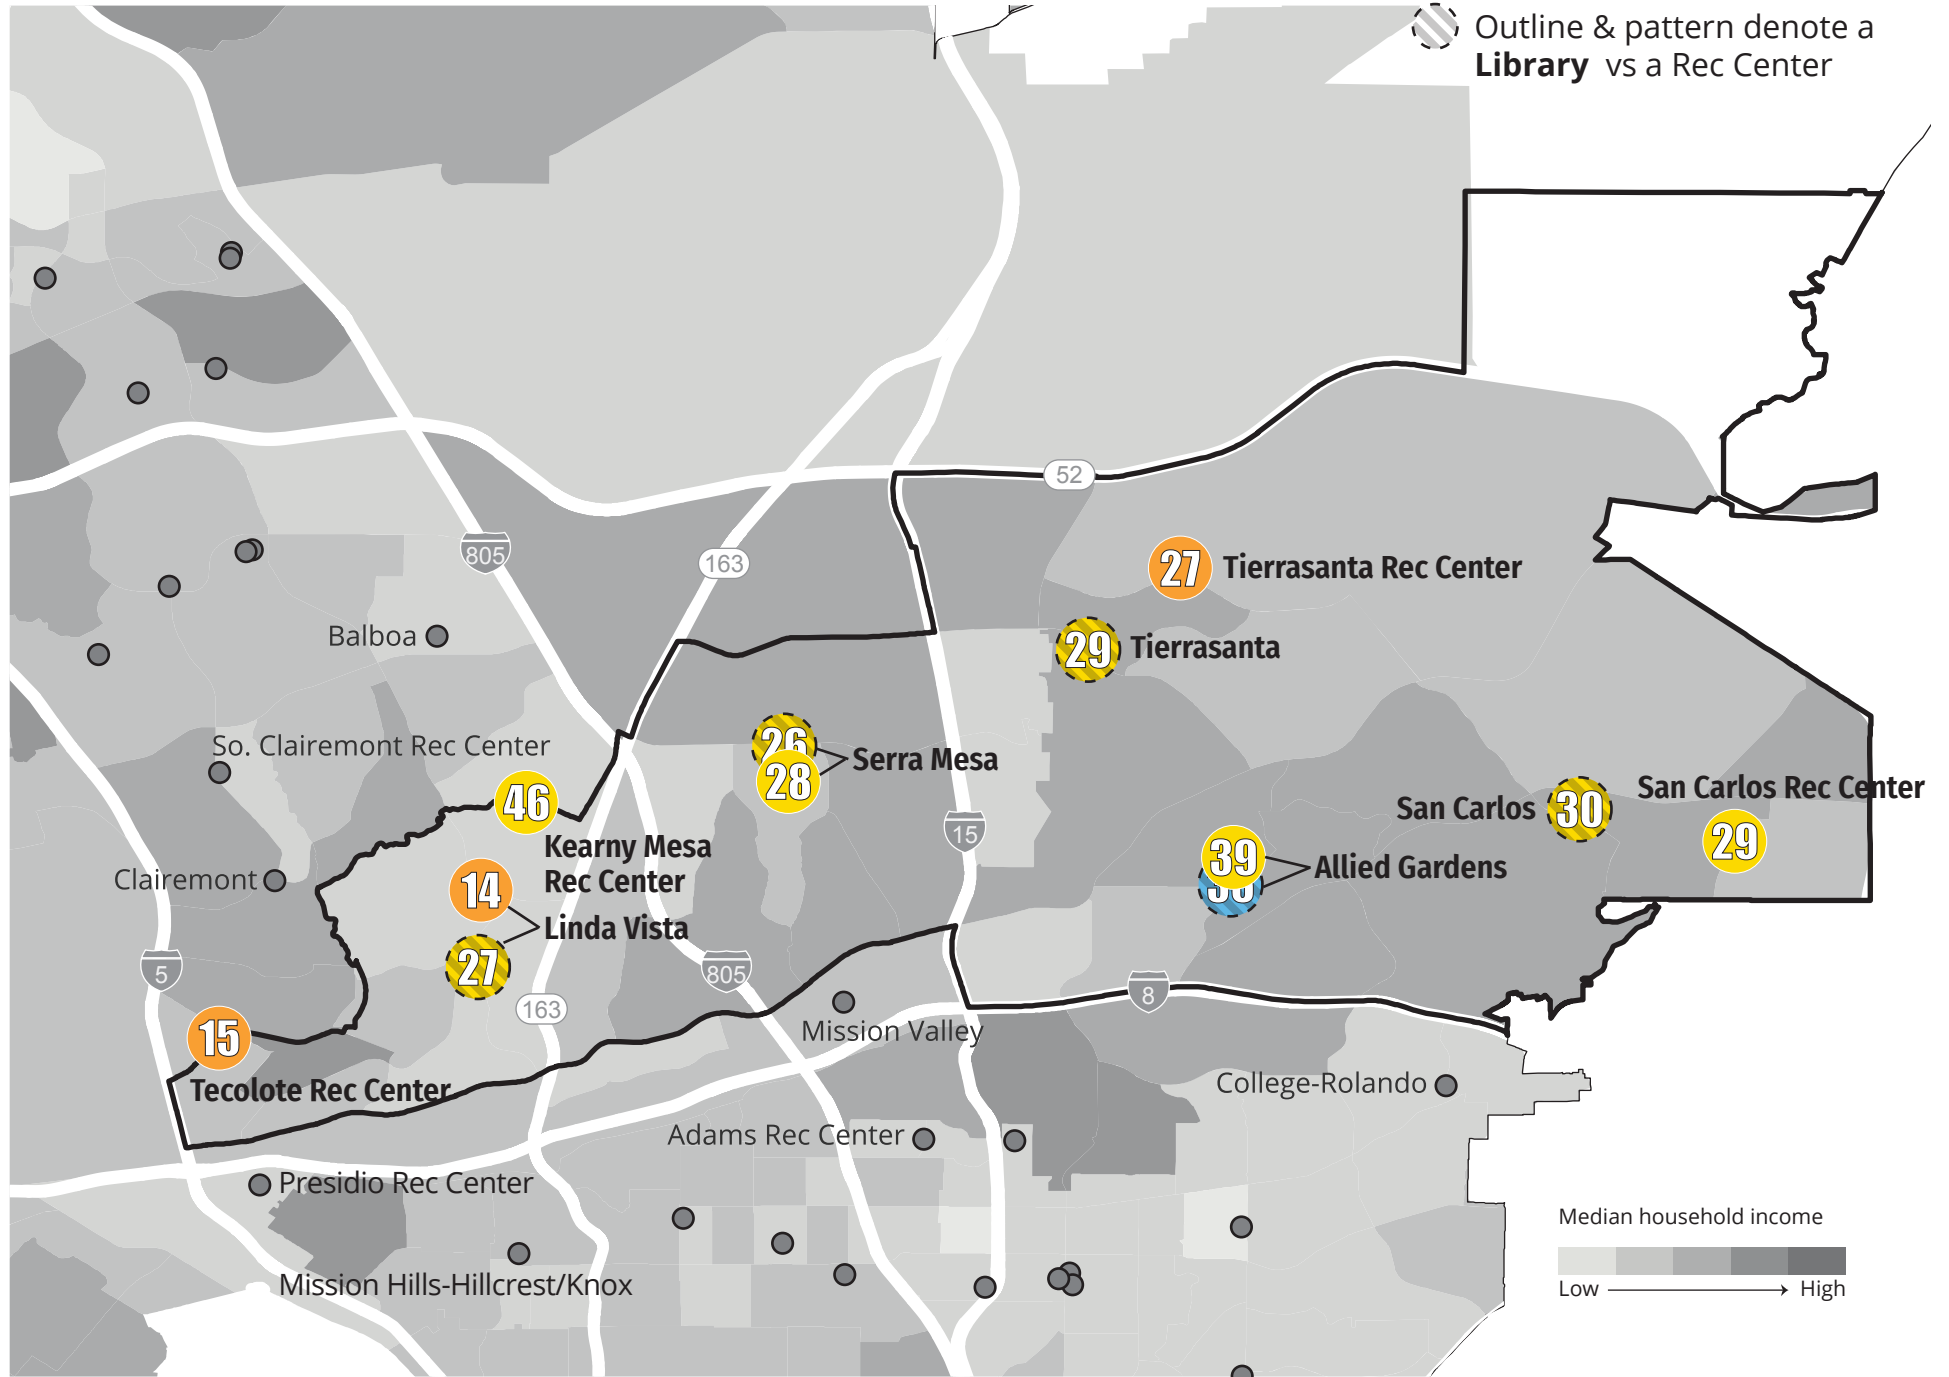 Outline & pattern denote a
Library vs a Rec Center
52
805
163
27
Tierrasanta Rec Center
29
Tierrasanta
Balboa
So. Clairemont Rec Center
26
28
Serra Mesa
46
Kearny Mesa
Rec Center
15
San Carlos
30
San Carlos Rec Center
29
39
Allied Gardens
Clairemont
14
Linda Vista
27
5
805
163
8
15
Tecolote Rec Center
Mission Valley
College-Rolando
Adams Rec Center
Presidio Rec Center
Mission Hills-Hillcrest/Knox
Median household income
Low
High